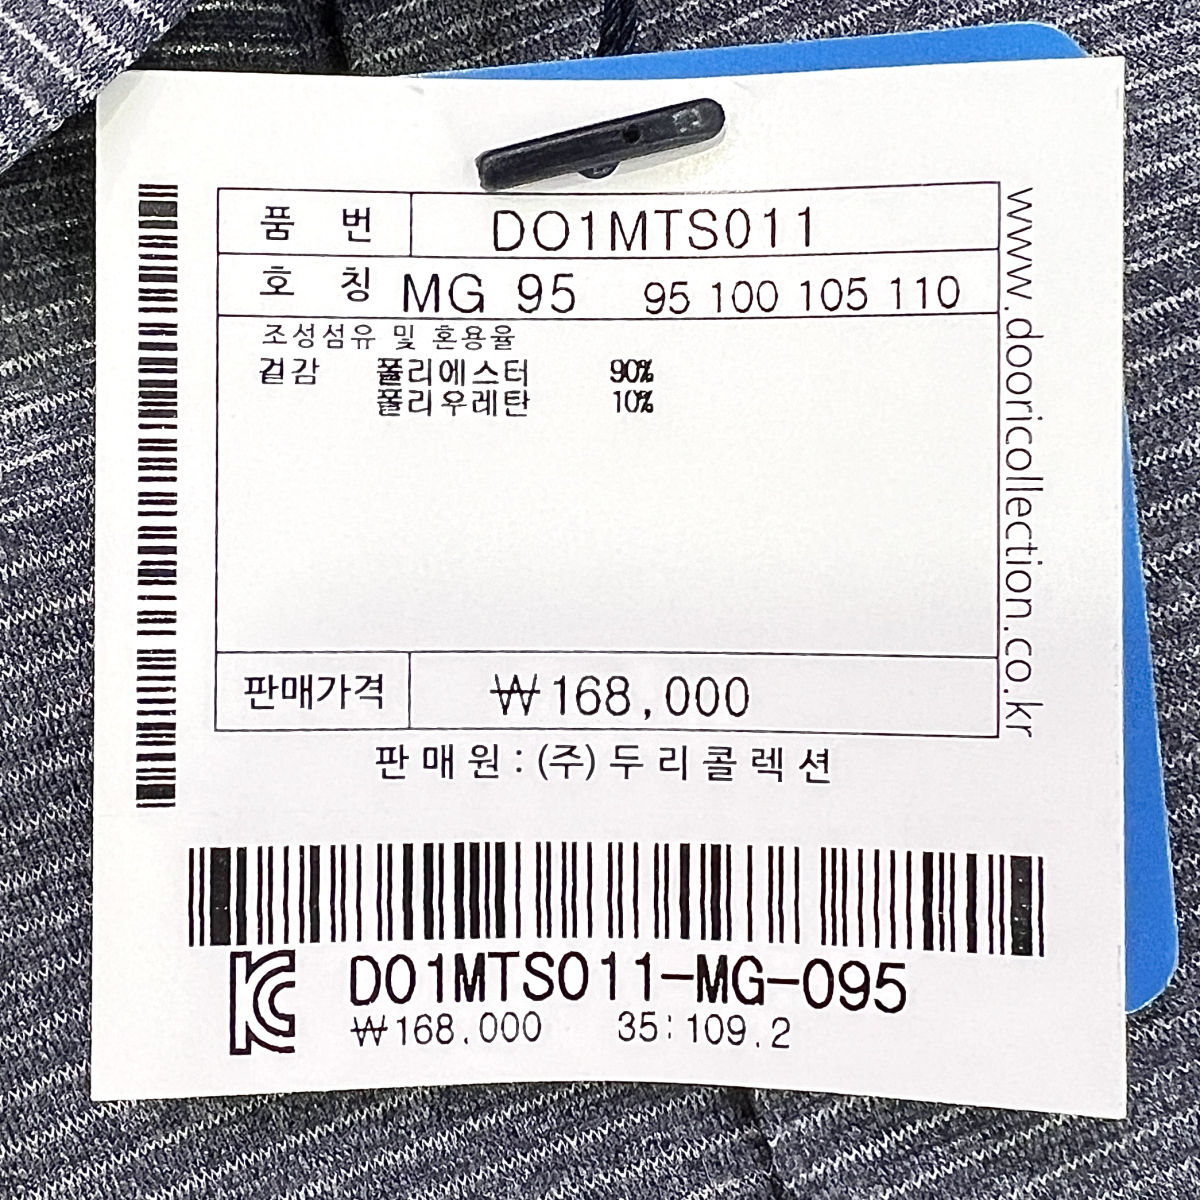 품 번 DO1MTS011
호 칭 MG 95 95 100 105 110
조성섬유 및 혼용율
겉감 폴리에스터 90%
폴리우레탄 10%
판매가격 ₩168,000
판매원 : (주) 두리콜렉션
www.dooricollection.co.kr
KC DO1MTS011-MG-095
₩168.000 35:109.2